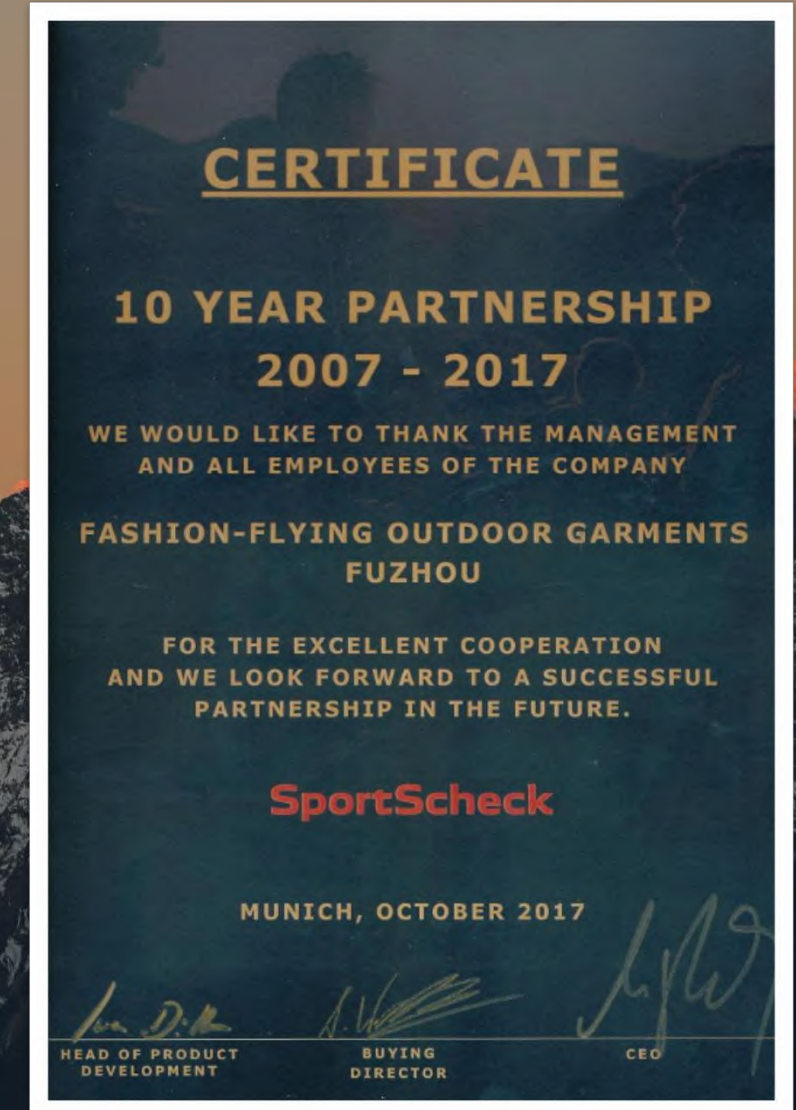 CERTIFICATE
10 YEAR PARTNERSHIP
2007 - 2017
WE WOULD LIKE TO THANK THE MANAGEMENT
AND ALL EMPLOYEES OF THE COMPANY
FASHION-FLYING OUTDOOR GARMENTS
FUZHOU
FOR THE EXCELLENT COOPERATION
AND WE LOOK FORWARD TO A SUCCESSFUL
PARTNERSHIP IN THE FUTURE.
SportScheck
MUNICH, OCTOBER 2017
HEAD OF PRODUCT
DEVELOPMENT
BUYING
DIRECTOR
CEO